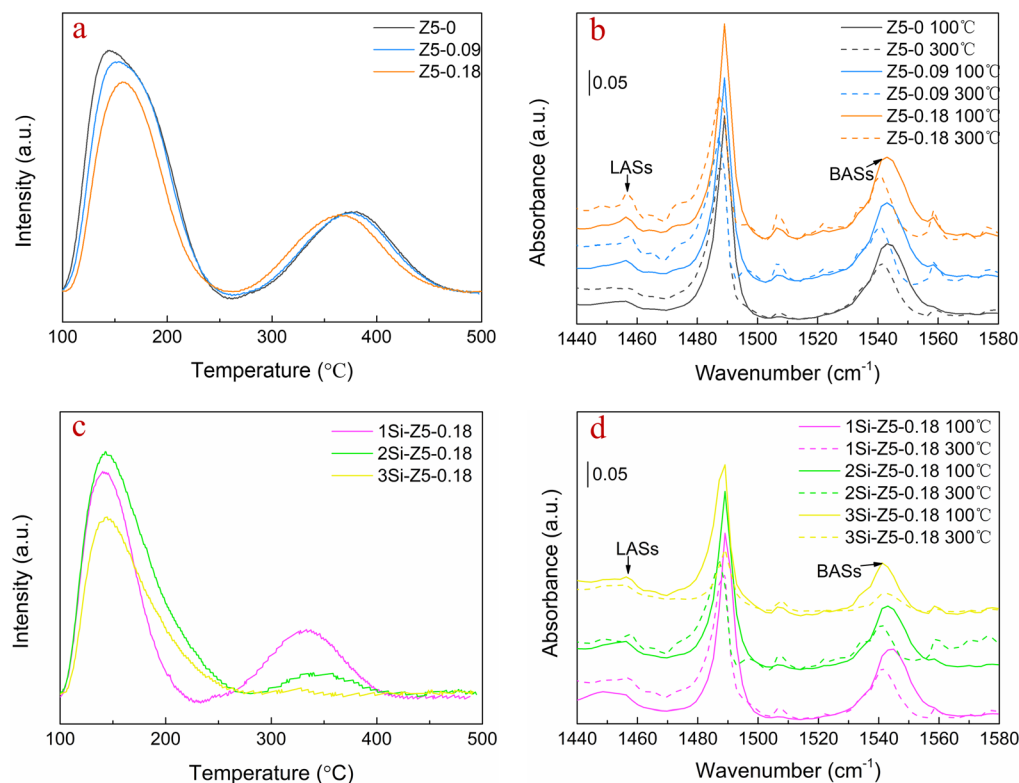 a
Z5-0
Z5-0.09
Z5-0.18
Intensity (a.u.)
100 200 300 400 500
Temperature (°C)
b
0.05
Z5-0 100℃
Z5-0 300℃
Z5-0.09 100℃
Z5-0.09 300℃
Z5-0.18 100℃
Z5-0.18 300℃
LASs
BASs
Absorbance (a.u.)
1440 1460 1480 1500 1520 1540 1560 1580
Wavenumber (cm-1)
c
1Si-Z5-0.18
2Si-Z5-0.18
3Si-Z5-0.18
Intensity (a.u.)
100 200 300 400 500
Temperature (°C)
d
0.05
1Si-Z5-0.18 100℃
1Si-Z5-0.18 300℃
2Si-Z5-0.18 100℃
2Si-Z5-0.18 300℃
3Si-Z5-0.18 100℃
3Si-Z5-0.18 300℃
LASs
BASs
Absorbance (a.u.)
1440 1460 1480 1500 1520 1540 1560 1580
Wavenumber (cm-1)